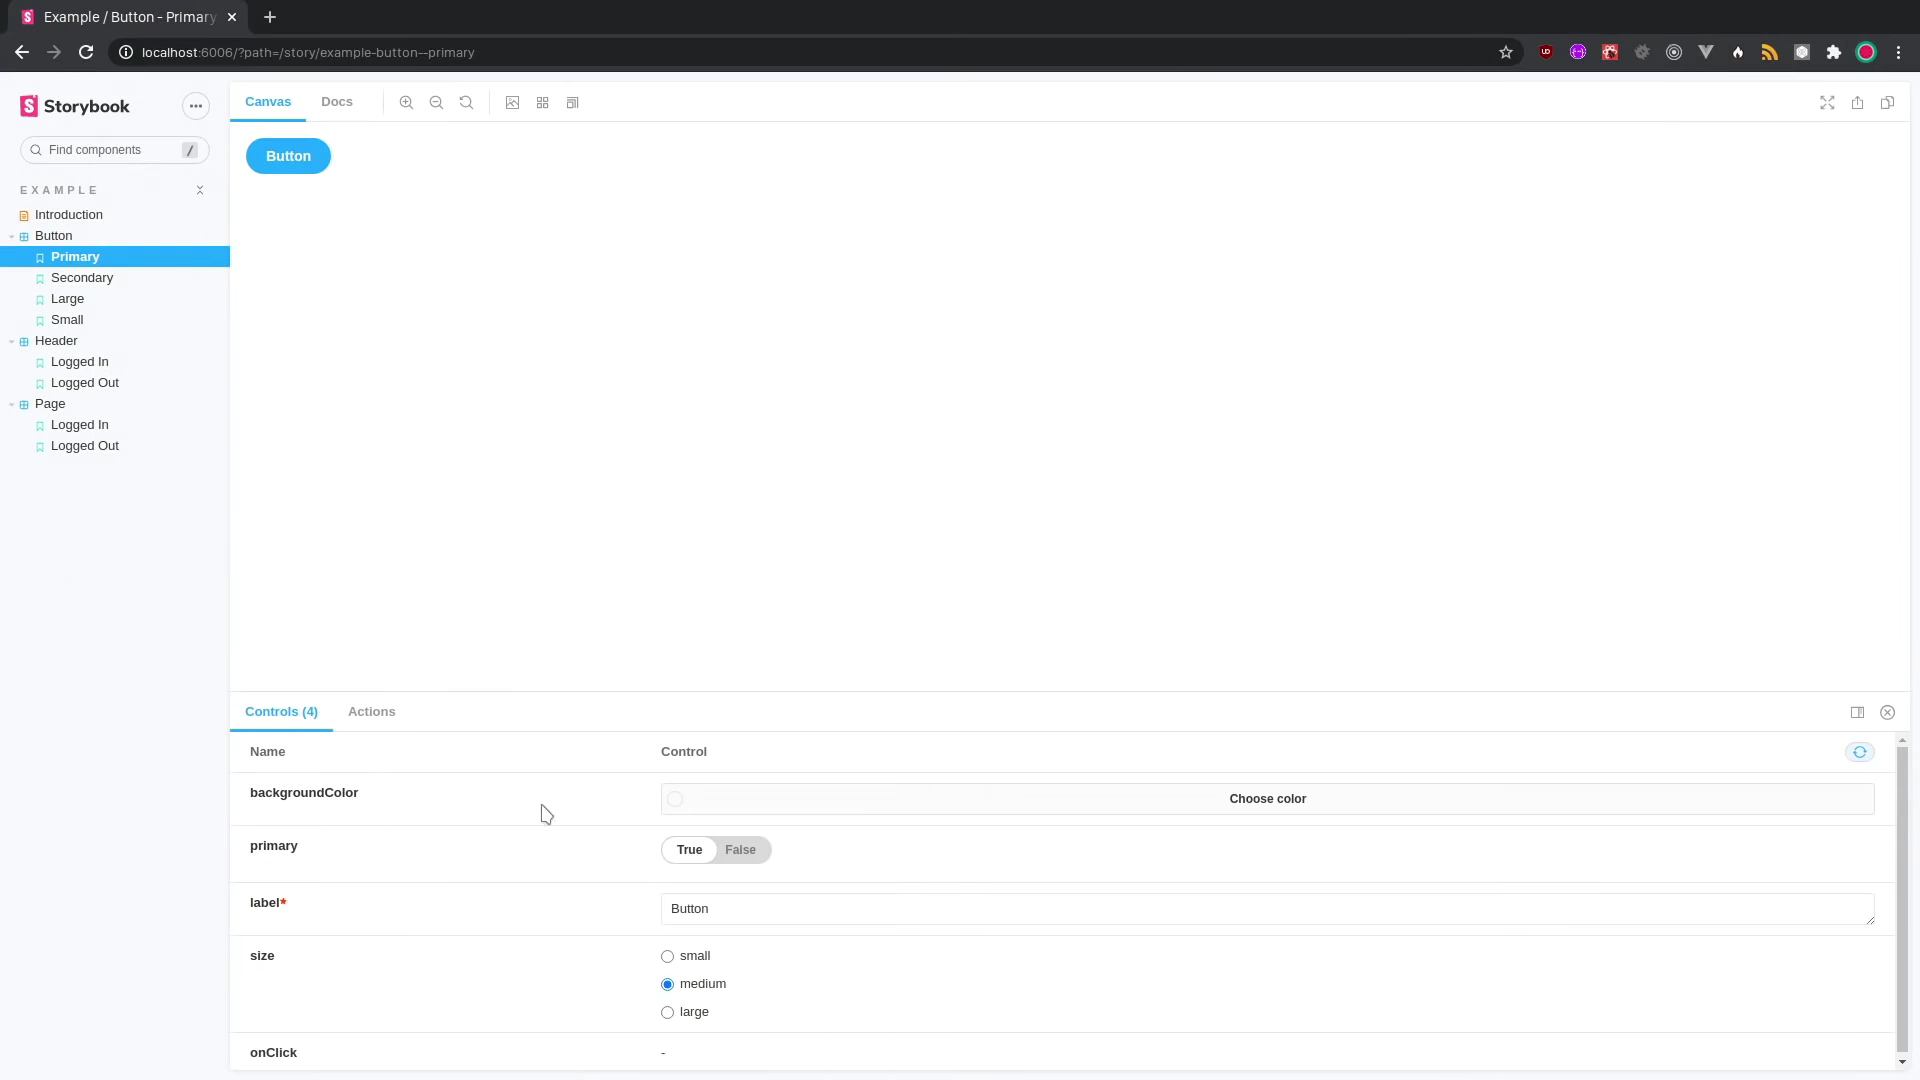 Example / Button - Primary
localhost:6006/?path=/story/example-button--primary
Storybook
Canvas
Docs
Find components
/
Button
EXAMPLE
Introduction
Button
Primary
Secondary
Large
Small
Header
Logged In
Logged Out
Page
Logged In
Logged Out
Controls (4)
Actions
Name
Control
backgroundColor
Choose color
primary
True
False
label*
Button
size
small
medium
large
onClick
-